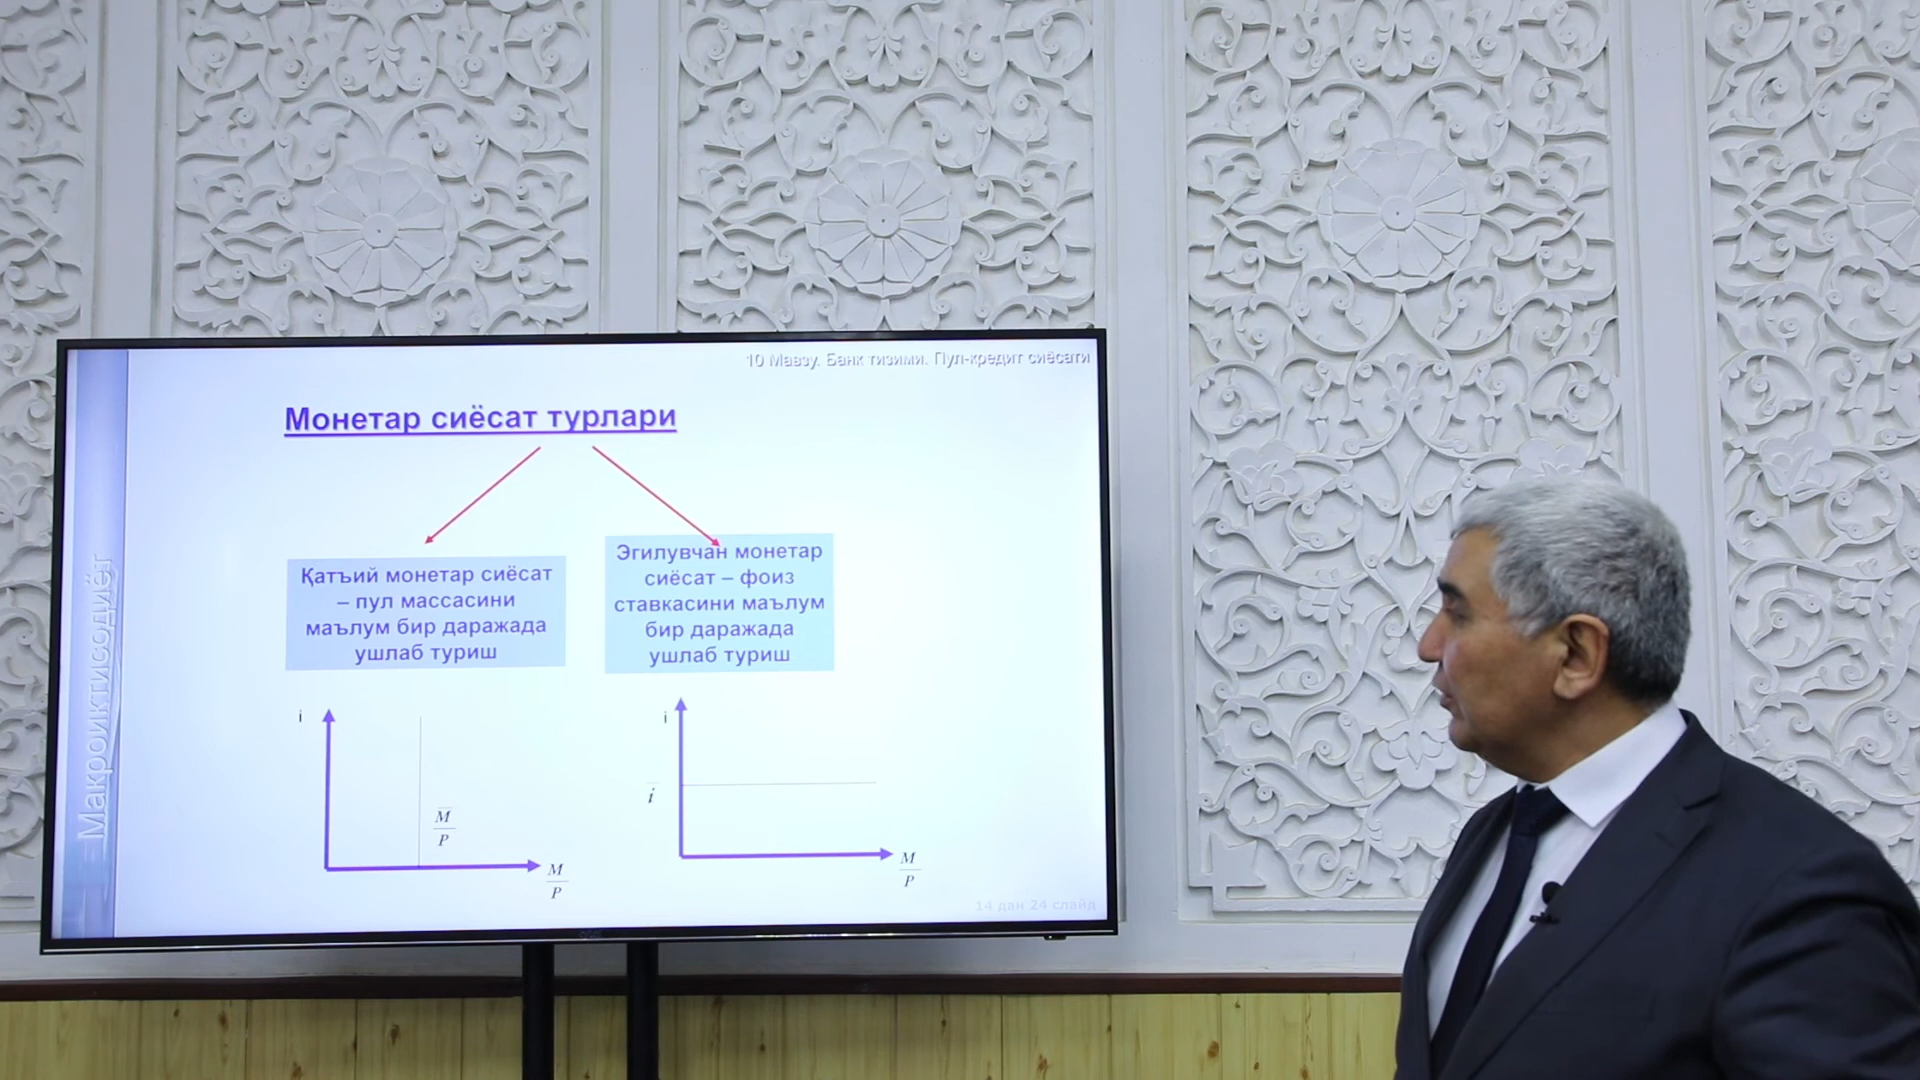 10 Мавзу. Банк тизими. Пул-кредит сиёсати
Монетар сиёсат турлари
Қатъий монетар сиёсат
– пул массасини
маълум бир даражада
ушлаб туриш
Эгилувчан монетар
сиёсат – фоиз
ставкасини маълум
бир даражада
ушлаб туриш
i
M̅
P
M
P
i
i̅
M
P
Макроиқтисодиёт
14 дан 24 слайд